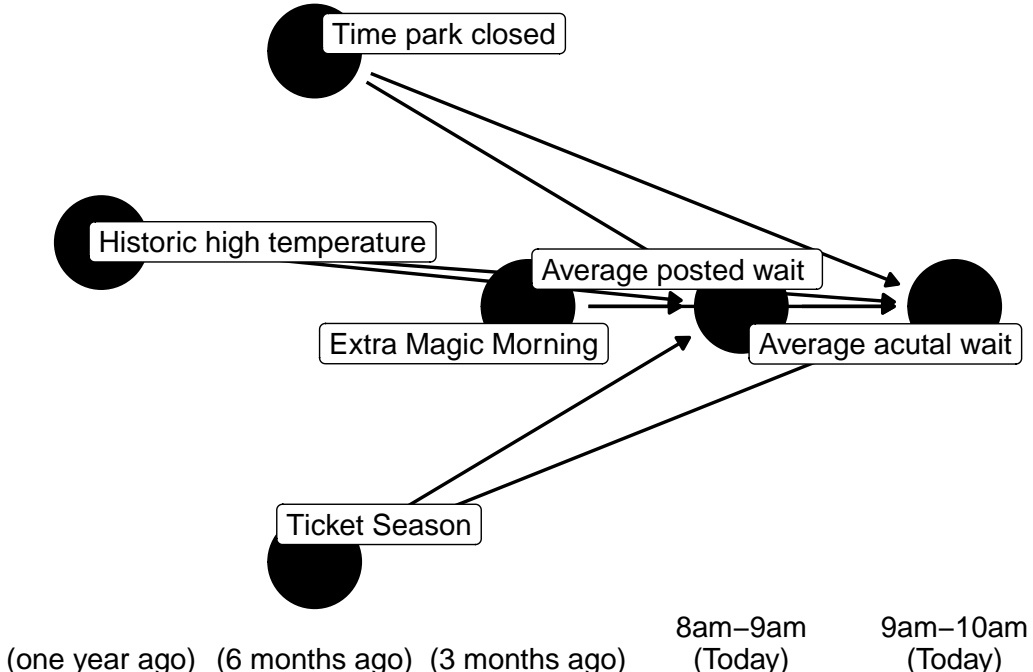 Time park closed
Historic high temperature
Average posted wait
Extra Magic Morning
Average acutal wait
Ticket Season
(one year ago)
(6 months ago)
(3 months ago)
8am−9am
(Today)
9am−10am
(Today)